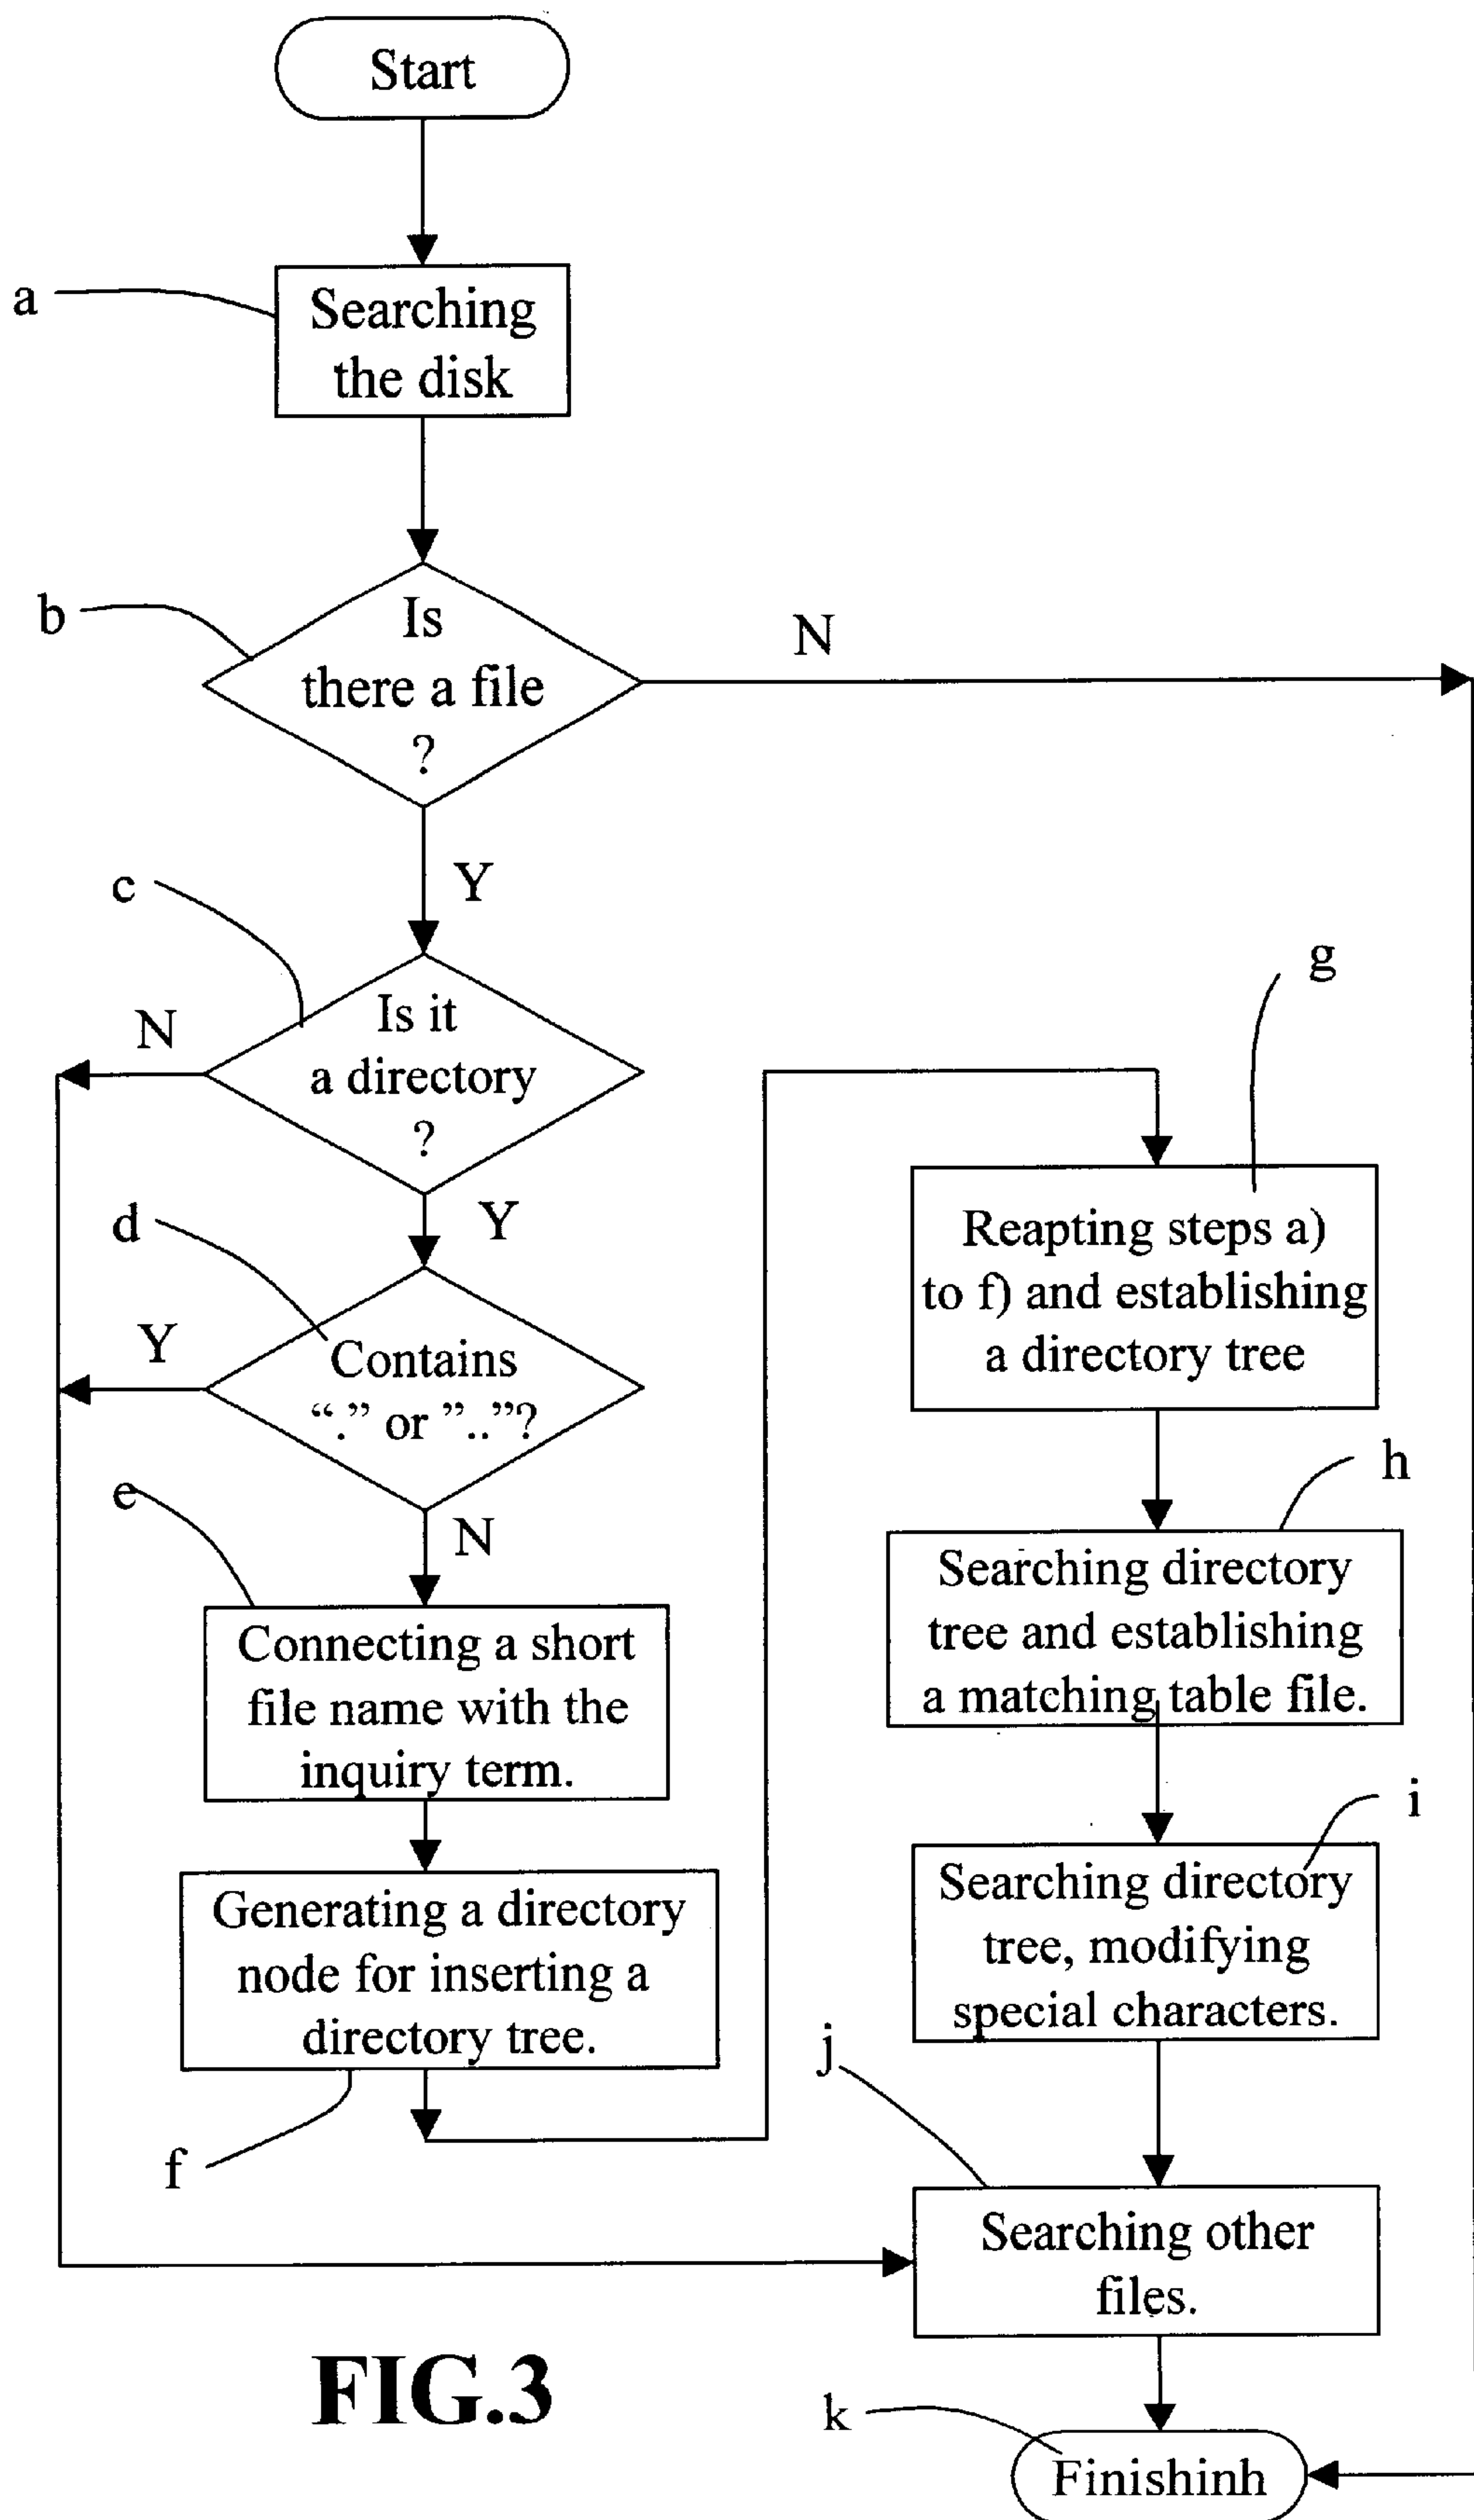 Start
a
Searching
the disk
b
Is
there a file
?
N
Y
c
N
Is it
a directory
?
Y
d
Y
Contains
“.” or ”..”?
N
e
Connecting a short
file name with the
inquiry term.
Generating a directory
node for inserting a
directory tree.
f
g
Reapting steps a)
to f) and establishing
a directory tree
h
Searching directory
tree and establishing
a matching table file.
i
Searching directory
tree, modifying
special characters.
j
Searching other
files.
k
Finishinh
FIG.3